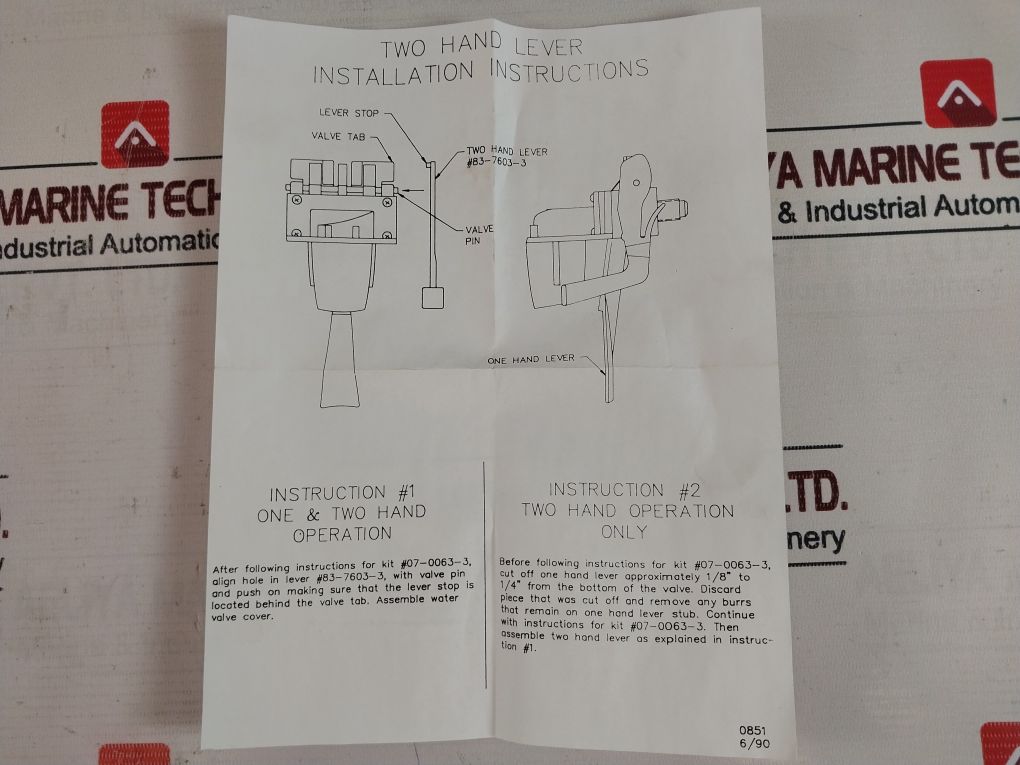 TWO HAND LEVER
INSTALLATION INSTRUCTIONS
LEVER STOP
VALVE TAB
TWO HAND LEVER
#83-7603-3
VALVE
PIN
ONE HAND LEVER
INSTRUCTION #1
ONE & TWO HAND
OPERATION
After following instructions for kit #07-0063-3,
align hole in lever #83-7603-3, with valve pin
and push on making sure that the lever stop is
located behind the valve tab. Assemble water
valve cover.
INSTRUCTION #2
TWO HAND OPERATION
ONLY
Before following instructions for kit #07-0063-3,
cut off one hand lever approximately 1/8" to
1/4" from the bottom of the valve. Discard
piece that was cut off and remove any burrs
that remain on one hand lever stub. Continue
with instructions for kit #07-0063-3. Then
assemble two hand lever as explained in instruc-
tion #1.
0851
6/90
MARINE TECH
ndustrial Automatic
YA MARINE TE
& Industrial Autom
LTD.
nery